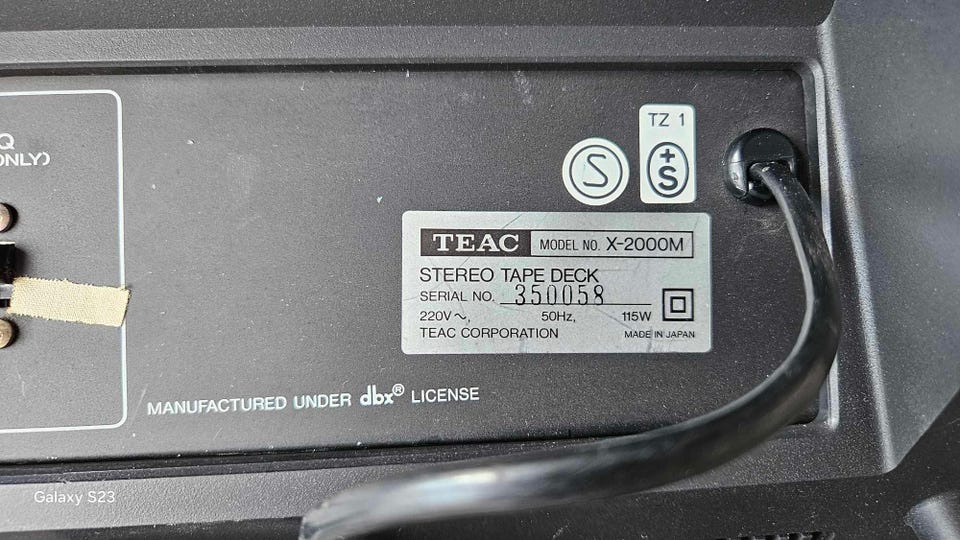 Q
ONLY)
TZ 1
S
+
S
TEAC MODEL NO. X-2000M
STEREO TAPE DECK
SERIAL NO. 350058
220V~, 50Hz, 115W
TEAC CORPORATION MADE IN JAPAN
MANUFACTURED UNDER dbx® LICENSE
Galaxy S23